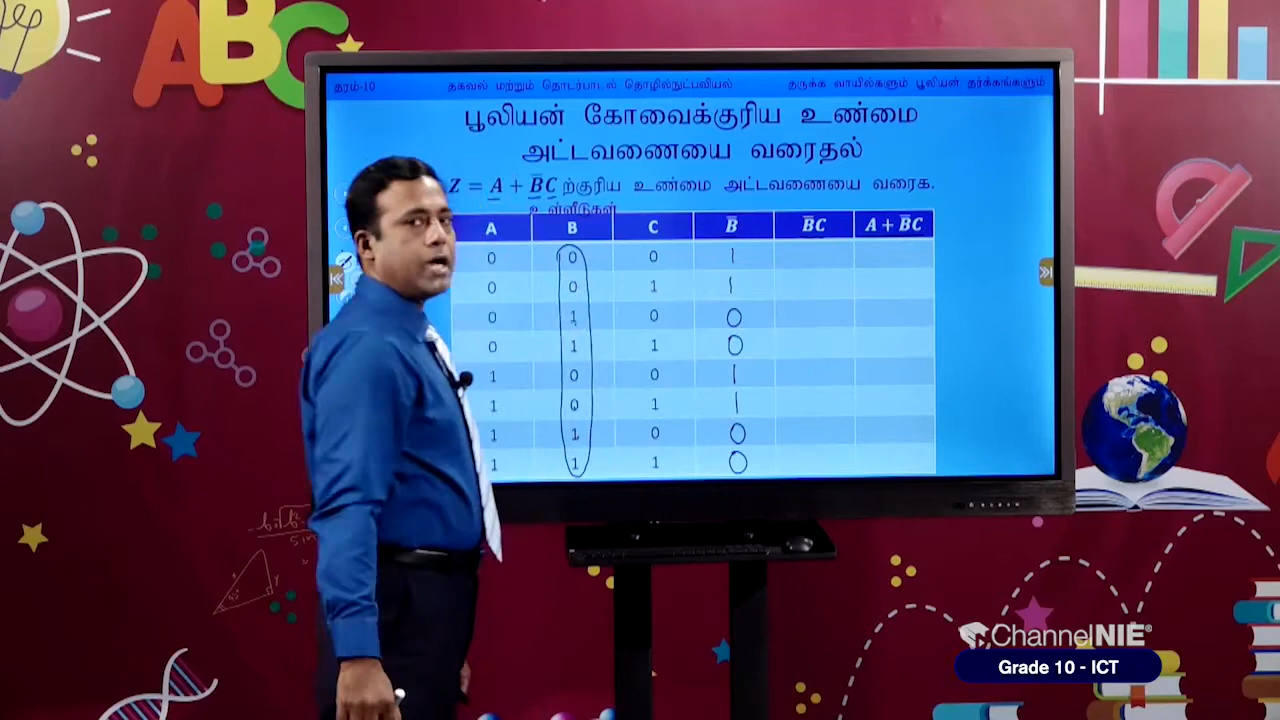 ABC
தரம்-10 தகவல் மற்றும் தொடர்பாடல் தொழில்நுட்பவியல் தருக்க வாயில்களும் பூலியன் தர்க்கங்களும்
பூலியன் கோவைக்குரிய உண்மை
அட்டவணையை வரைதல்
Z = A + B̅C ற்குரிய உண்மை அட்டவணையை வரைக.
உள்ளீடுகள்
A B C B̅ B̅C A + B̅C
0 0 0 1
0 0 1 1
0 1 0 0
0 1 1 0
1 0 0 1
1 0 1 1
1 1 0 0
1 1 1 0
ChannelNIE®
Grade 10 - ICT